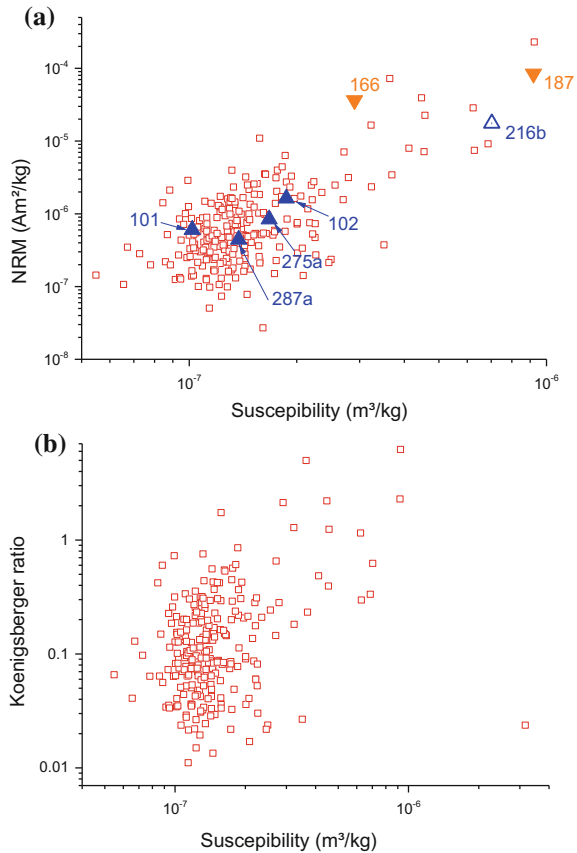 (a)
10⁻⁴
10⁻⁵
10⁻⁶
10⁻⁷
10⁻⁸
NRM (Am²/kg)
166
187
216b
101
102
275a
287a
10⁻⁷
10⁻⁶
Suscepibility (m³/kg)
(b)
1
0.1
0.01
Koenigsberger ratio
10⁻⁷
10⁻⁶
Suscepibility (m³/kg)